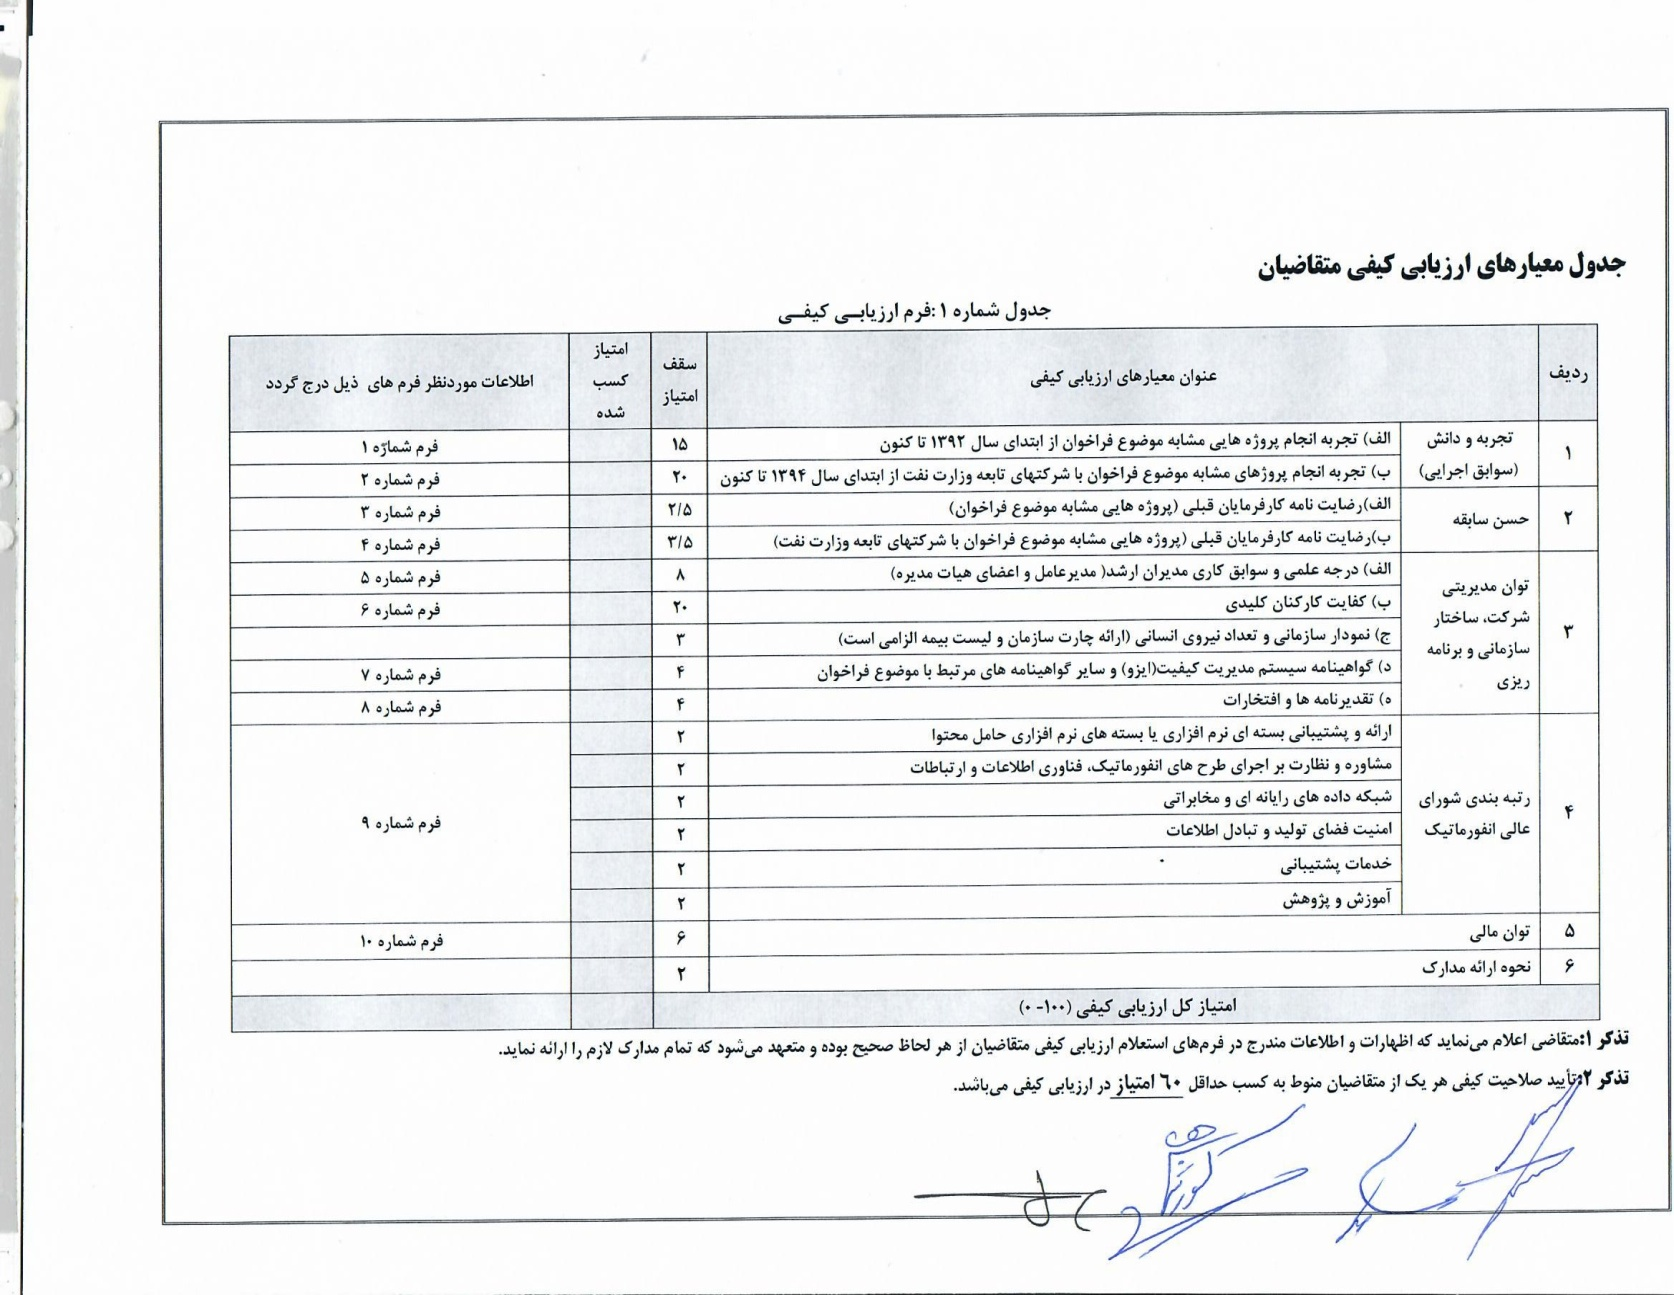 جدول معیارهای ارزیابی کیفی متقاضیان
جدول شماره ۱ :فرم ارزیابــی کیفــی
ردیف
عنوان معیارهای ارزیابی کیفی
سقف
امتیاز
امتیاز
کسب
شده
اطلاعات موردنظر فرم های ذیل درج گردد
۱
تجربه و دانش
(سوابق اجرایی)
الف) تجربه انجام پروژه هایی مشابه موضوع فراخوان از ابتدای سال ۱۳۹۲ تا کنون
۱۵
فرم شماره ۱
ب) تجربه انجام پروژهای مشابه موضوع فراخوان با شرکتهای تابعه وزارت نفت از ابتدای سال ۱۳۹۴ تا کنون
۲۰
فرم شماره ۲
۲
حسن سابقه
الف)رضایت نامه کارفرمایان قبلی (پروژه هایی مشابه موضوع فراخوان)
۲/۵
فرم شماره ۳
ب)رضایت نامه کارفرمایان قبلی (پروژه هایی مشابه موضوع فراخوان با شرکتهای تابعه وزارت نفت)
۳/۵
فرم شماره ۴
۳
توان مدیریتی
شرکت، ساختار
سازمانی و برنامه
ریزی
الف) درجه علمی و سوابق کاری مدیران ارشد( مدیرعامل و اعضای هیات مدیره)
۸
فرم شماره ۵
ب) کفایت کارکنان کلیدی
۲۰
فرم شماره ۶
ج) نمودار سازمانی و تعداد نیروی انسانی (ارائه چارت سازمان و لیست بیمه الزامی است)
۳
د) گواهینامه سیستم مدیریت کیفیت(ایزو) و سایر گواهینامه های مرتبط با موضوع فراخوان
۴
فرم شماره ۷
ه) تقدیرنامه ها و افتخارات
۴
فرم شماره ۸
۴
رتبه بندی شورای
عالی انفورماتیک
ارائه و پشتیبانی بسته ای نرم افزاری یا بسته های نرم افزاری حامل محتوا
۲
مشاوره و نظارت بر اجرای طرح های انفورماتیک، فناوری اطلاعات و ارتباطات
۲
شبکه داده های رایانه ای و مخابراتی
۲
امنیت فضای تولید و تبادل اطلاعات
۲
خدمات پشتیبانی
۲
آموزش و پژوهش
۲
فرم شماره ۹
۵
توان مالی
۶
فرم شماره ۱۰
۶
نحوه ارائه مدارک
۲
امتیاز کل ارزیابی کیفی (۱۰۰- ۰)
تذکر ۱:متقاضی اعلام می‌نماید که اظهارات و اطلاعات مندرج در فرم‌های استعلام ارزیابی کیفی متقاضیان از هر لحاظ صحیح بوده و متعهد می‌شود که تمام مدارک لازم را ارائه نماید.
تذکر ۲:تأیید صلاحیت کیفی هر یک از متقاضیان منوط به کسب حداقل ۶۰ امتیاز در ارزیابی کیفی می‌باشد.